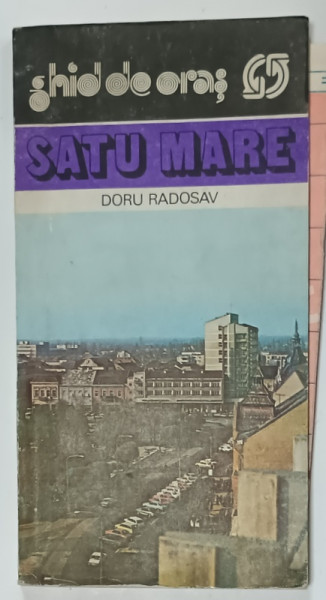 ghid de oraș
SATU MARE
DORU RADOSAV